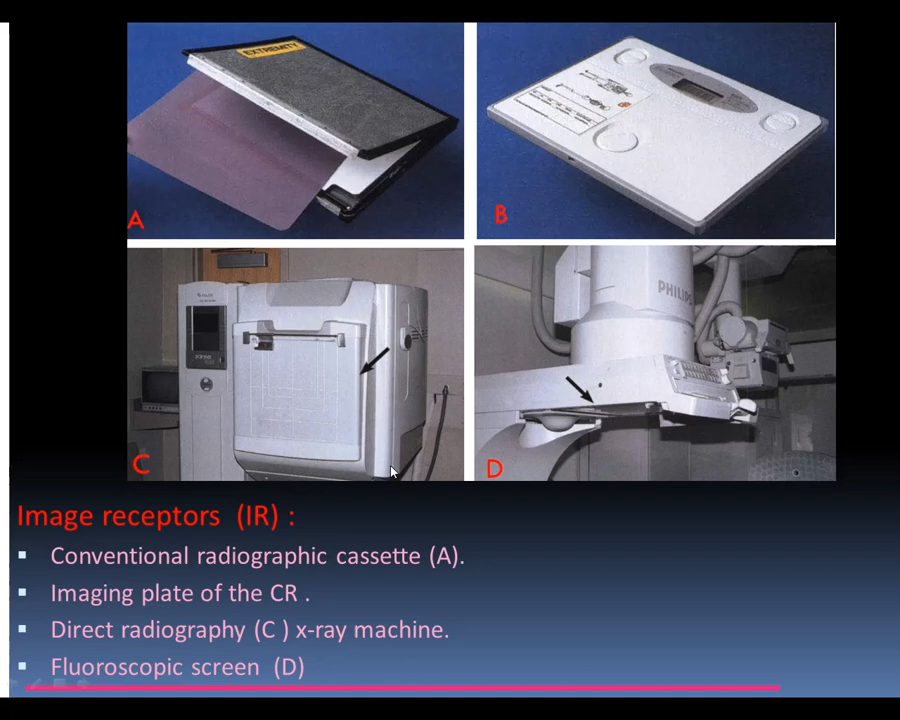 EXTREMITY
A
B
PHILIPS
C
D
Image receptors (IR) :
▪ Conventional radiographic cassette (A).
▪ Imaging plate of the CR .
▪ Direct radiography (C ) x-ray machine.
▪ Fluoroscopic screen (D)